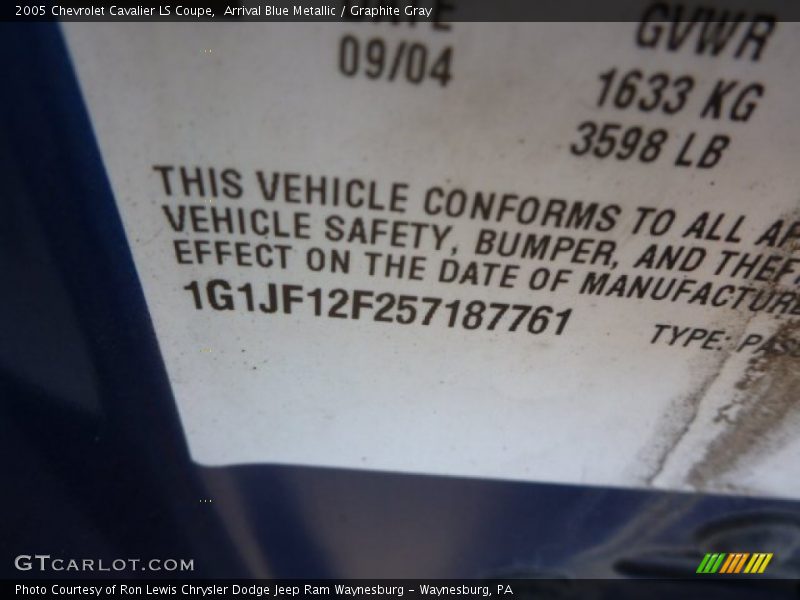 2005 Chevrolet Cavalier LS Coupe, Arrival Blue Metallic / Graphite Gray
GVWR
09/04
1633 KG
3598 LB
THIS VEHICLE CONFORMS TO ALL
VEHICLE SAFETY, BUMPER, AND
EFFECT ON THE DATE OF MANUFACTURE
1G1JF12F257187761
TYPE:
GTCARLOT.COM
Photo Courtesy of Ron Lewis Chrysler Dodge Jeep Ram Waynesburg - Waynesburg, PA